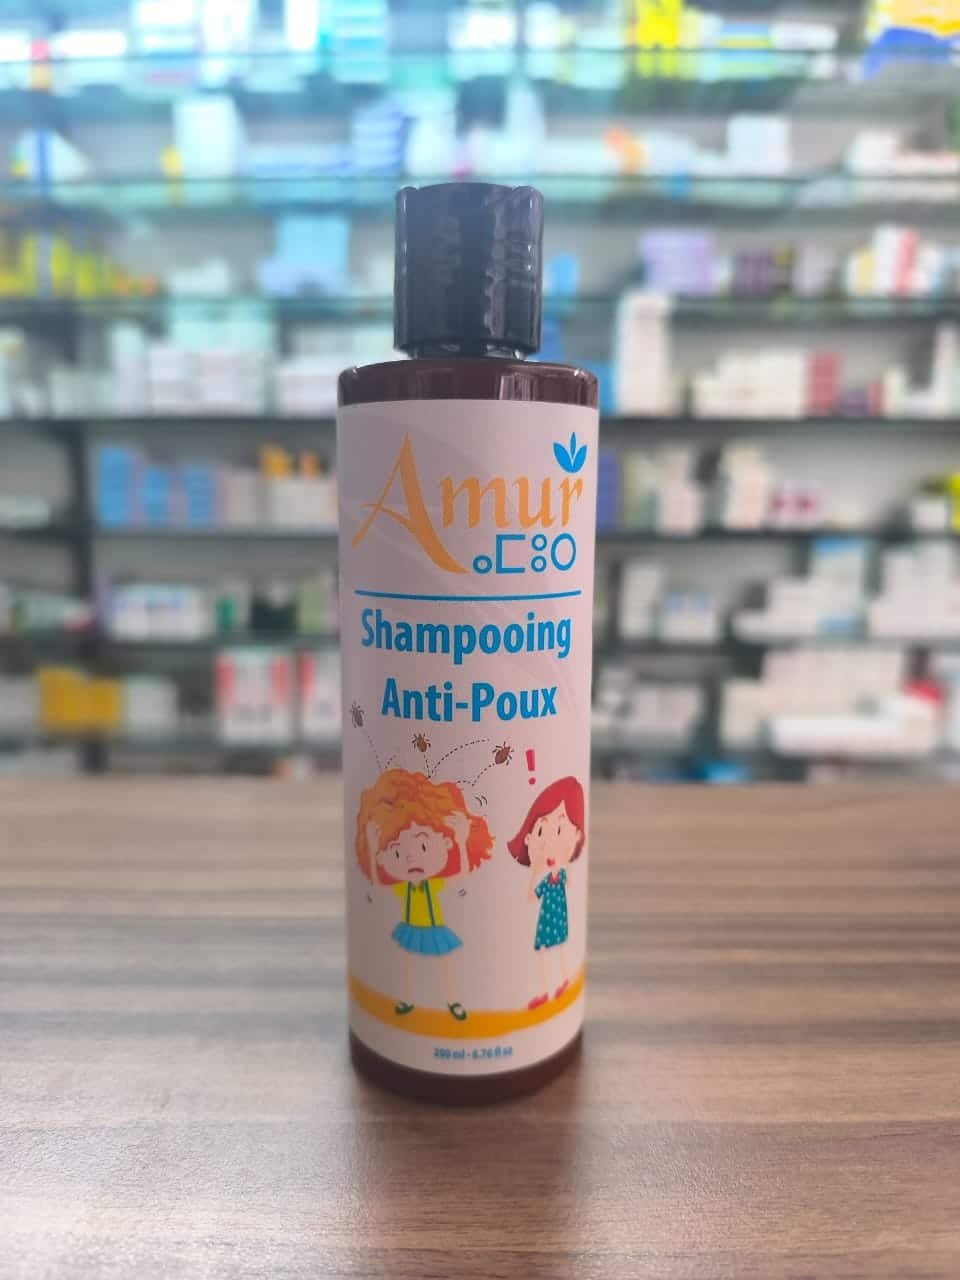 Amur
ⴰⵎⵓⵔ
Shampooing
Anti-Poux
!
200 ml - 6.76 fl oz